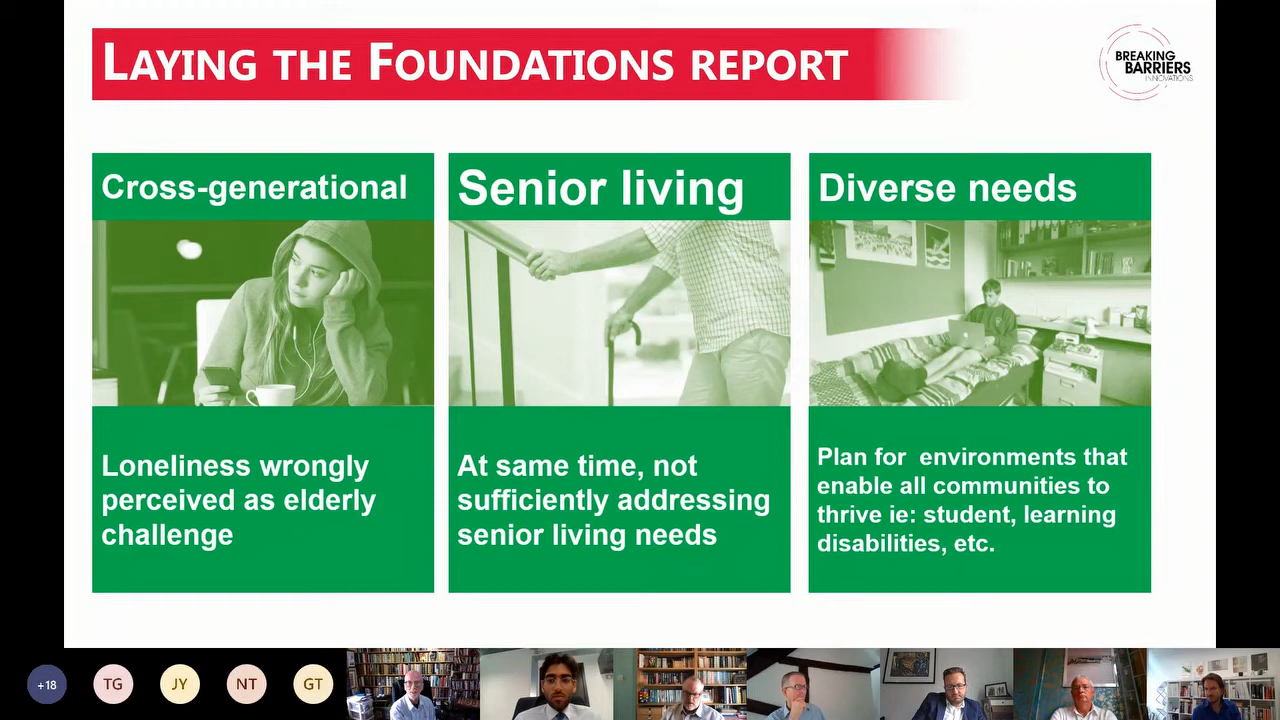 LAYING THE FOUNDATIONS REPORT
BREAKING
BARRIERS
INNOVATIONS
Cross-generational
Loneliness wrongly
perceived as elderly
challenge
Senior living
At same time, not
sufficiently addressing
senior living needs
Diverse needs
Plan for  environments that
enable all communities to
thrive ie: student, learning
disabilities, etc.
+18
TG
JY
NT
GT